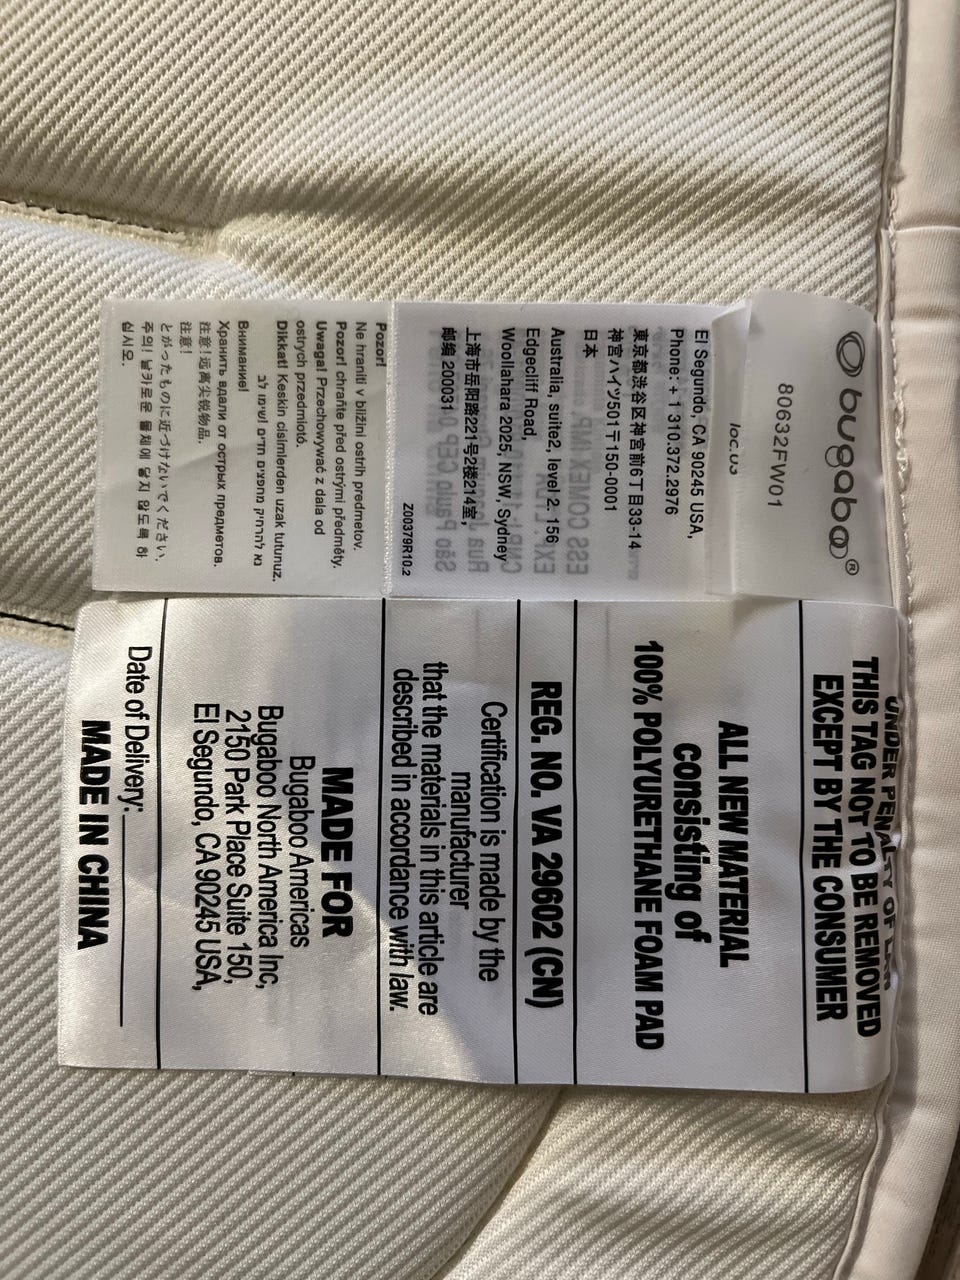 bugaboo®
80632FW01
loc.us
El Segundo, CA 90245 USA,
Phone: + 1 310.372.2976
東京都渋谷区神宮前6丁目33-14
神宮ハイツ501〒150-0001
日本
Australia, suite2, level 2. 156
Edgecliff Road,
Woollahara 2025, NSW, Sydney
上海市岳阳路221号2楼214室,
邮编 200031
Z00379R10.2
Pozor!
Ne hraniti v bližini ostrih predmetov.
Pozor! chraňte před ostrými předměty.
Uwaga! Przechowywać z dala od
ostrych przedmiotó.
Dikkat! Keskin cisimlerden uzak tutunuz.
נא להרחיק מחפצים חדים !שימו לב
Внимание!
Хранить вдали от острых предметов.
注意! 远离尖锐物品.
注意!
とがったものに近づけないでください.
주의! 날카로운 물체에 닿지 않도록 하
십시오.
UNDER PENALTY OF LAW
THIS TAG NOT TO BE REMOVED
EXCEPT BY THE CONSUMER
ALL NEW MATERIAL
consisting of
100% POLYURETHANE FOAM PAD
REG. NO. VA 29602 (CN)
Certification is made by the
manufacturer
that the materials in this article are
described in accordance with law.
MADE FOR
Bugaboo Americas
Bugaboo North America Inc,
2150 Park Place Suite 150,
El Segundo, CA 90245 USA,
Date of Delivery:
MADE IN CHINA